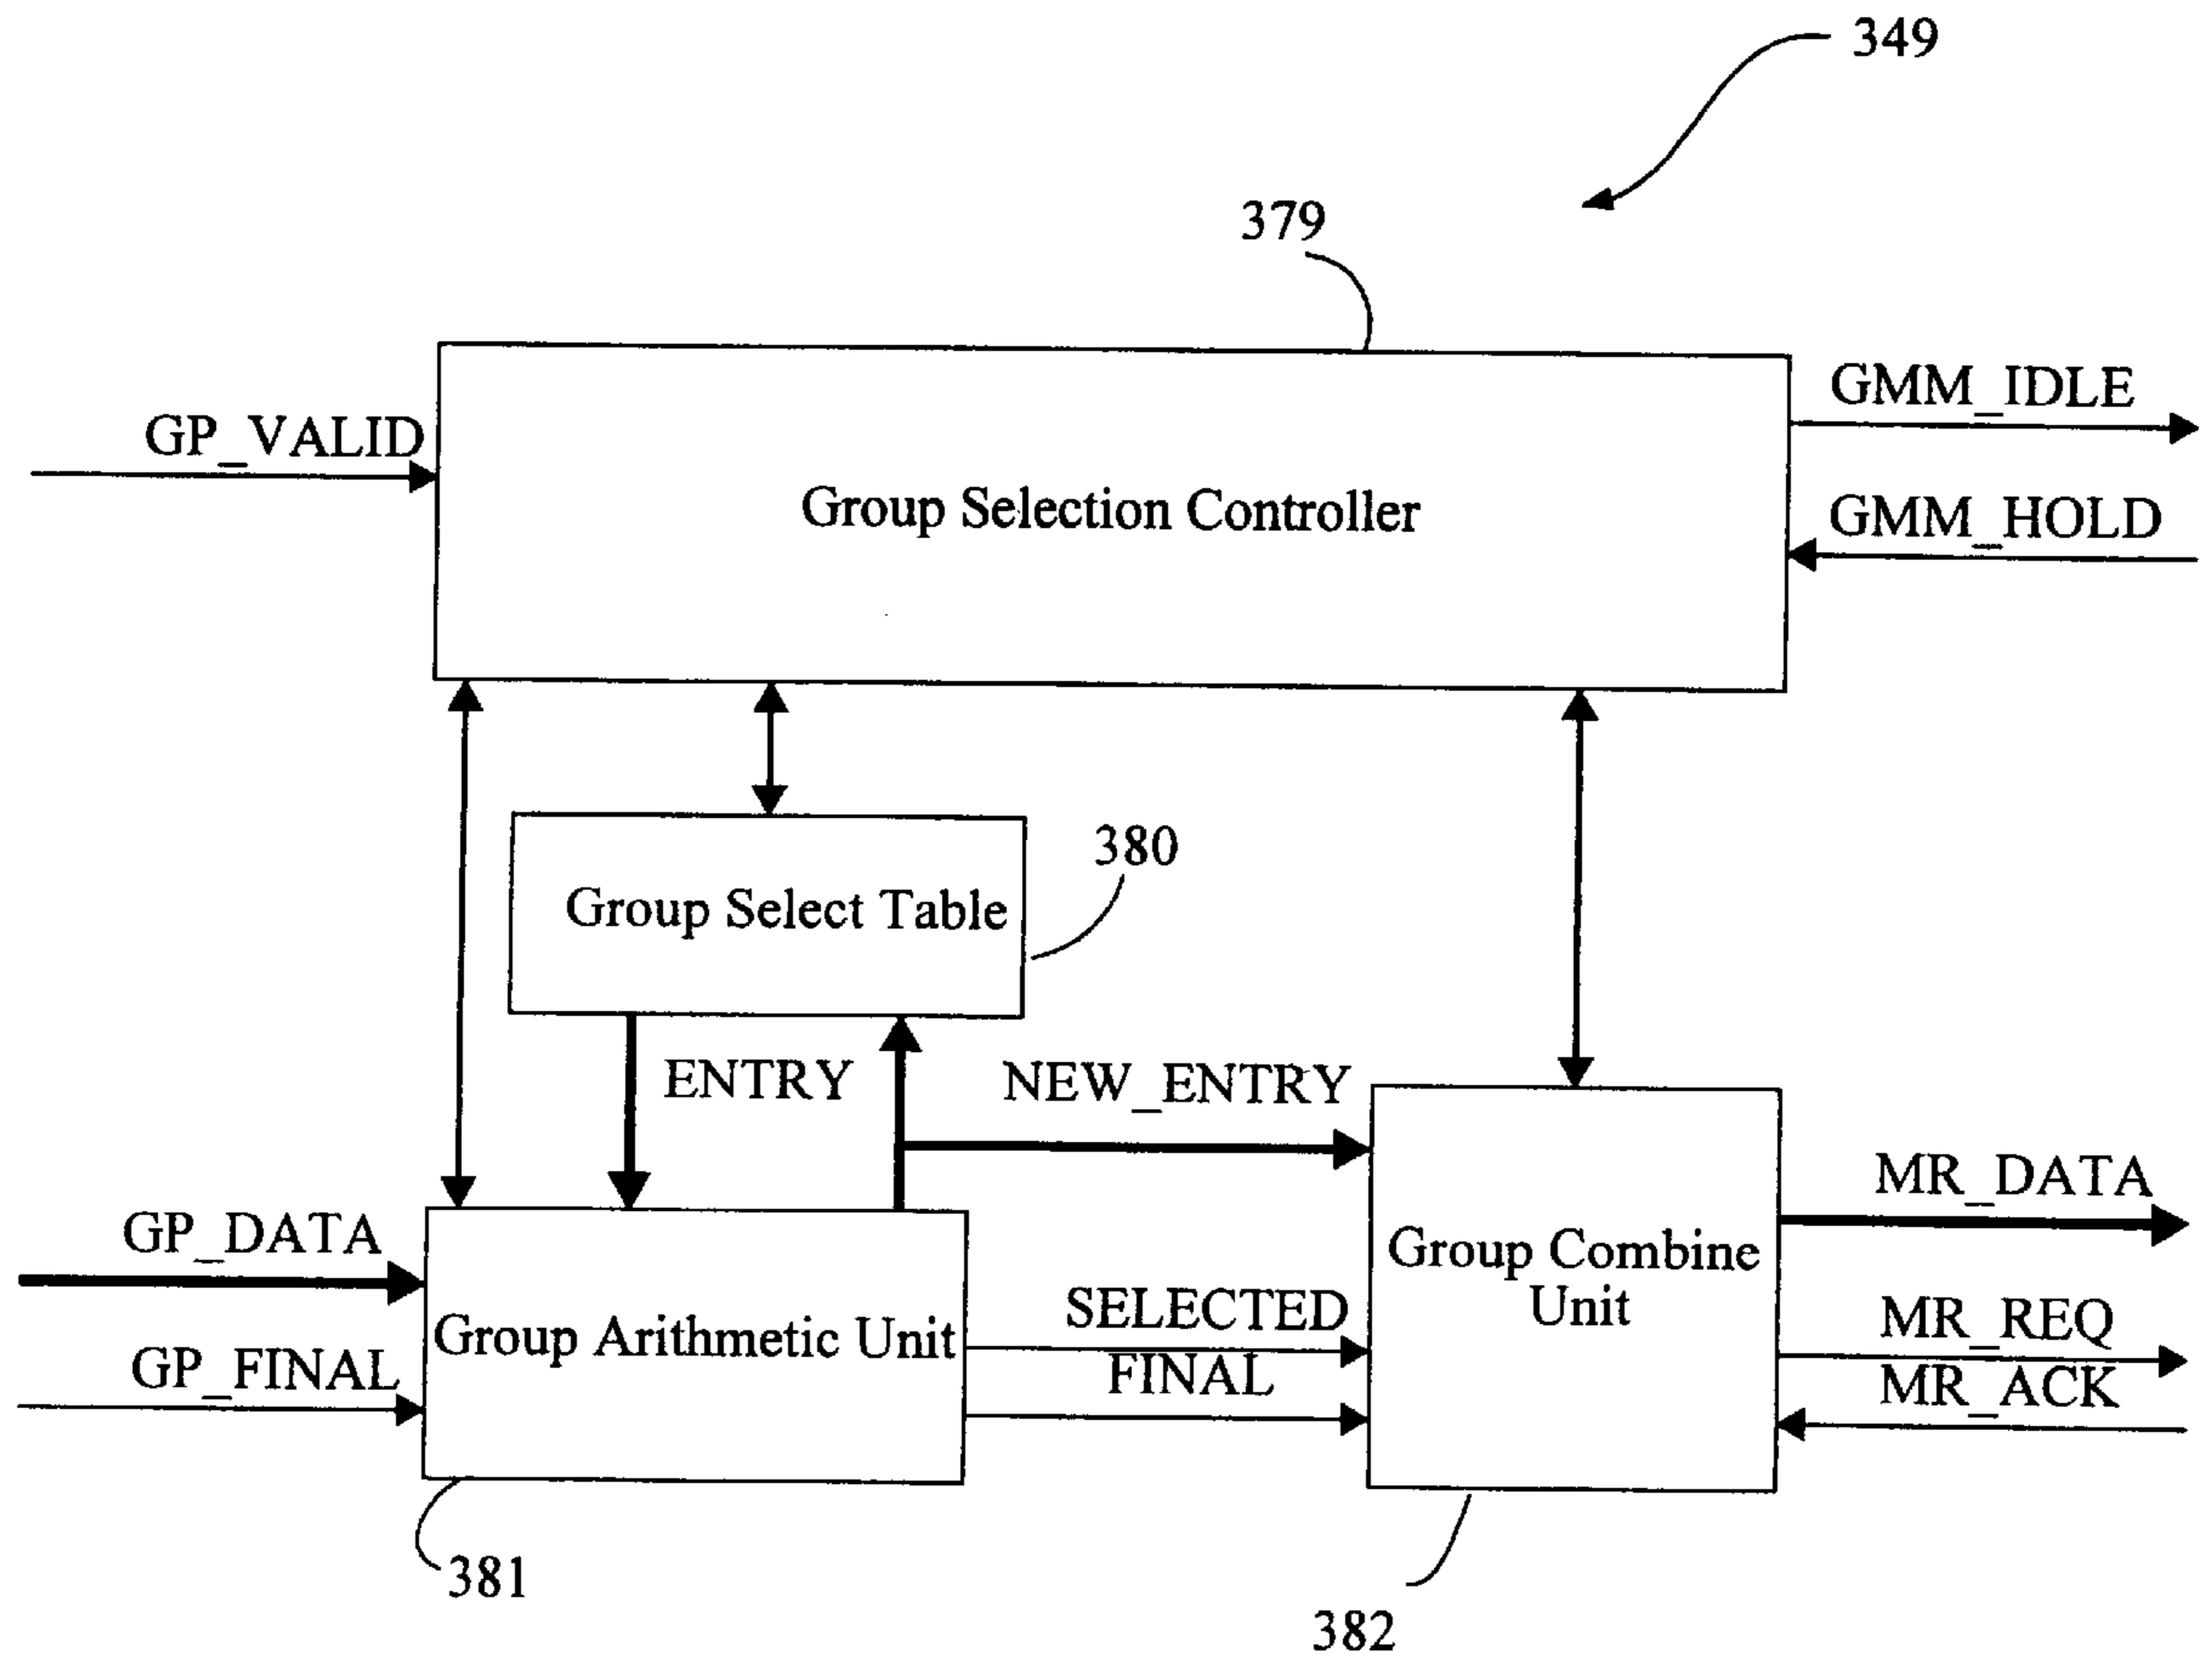 349
379
GMM_IDLE
GP_VALID
GMM_HOLD
Group Selection Controller
380
Group Select Table
ENTRY
NEW_ENTRY
MR_DATA
GP_DATA
Group Combine
Unit
SELECTED
MR_REQ
Group Arithmetic Unit
GP_FINAL
FINAL
MR_ACK
381
382